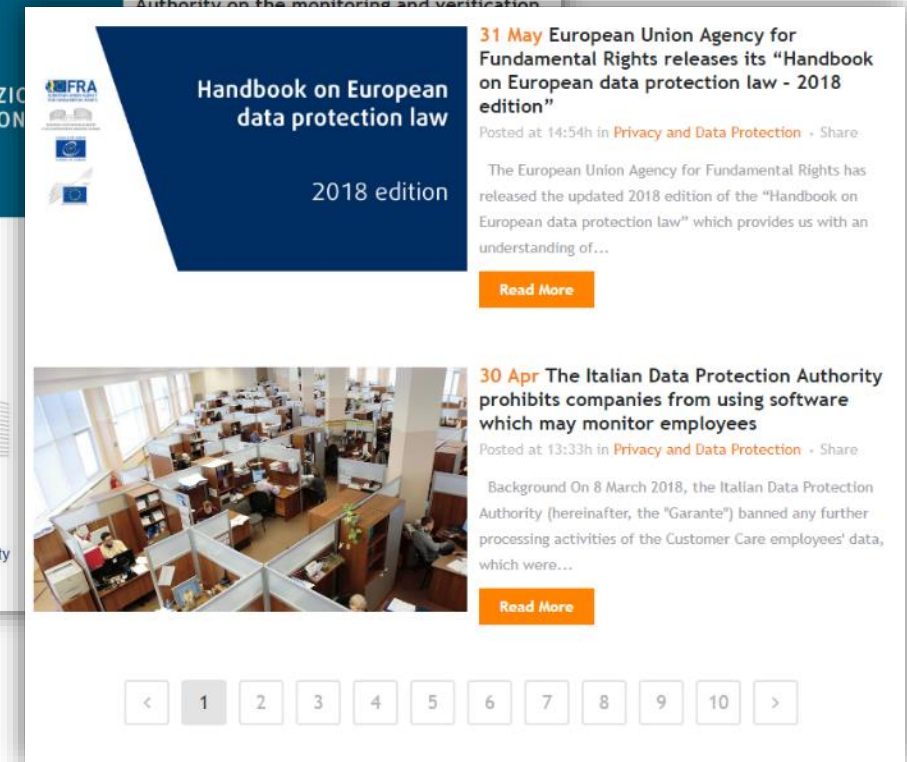 Authority on the monitoring and verification
ZIO
ON
ty
FRA
Handbook on European
data protection law
2018 edition
31 May European Union Agency for
Fundamental Rights releases its “Handbook
on European data protection law - 2018
edition”
Posted at 14:54h in Privacy and Data Protection · Share
The European Union Agency for Fundamental Rights has
released the updated 2018 edition of the “Handbook on
European data protection law” which provides us with an
understanding of...
Read More
30 Apr The Italian Data Protection Authority
prohibits companies from using software
which may monitor employees
Posted at 13:33h in Privacy and Data Protection · Share
Background On 8 March 2018, the Italian Data Protection
Authority (hereinafter, the "Garante") banned any further
processing activities of the Customer Care employees' data,
which were...
Read More
< 1 2 3 4 5 6 7 8 9 10 >